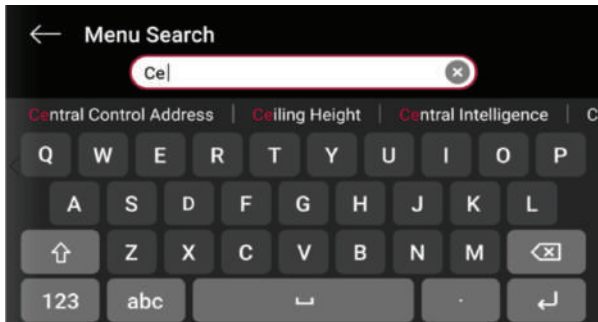 Menu Search
Ce
Central Control Address | Ceiling Height | Central Intelligence | C
Q W E R T Y U I O P
A S D F G H J K L
Z X C V B N M
123 abc .